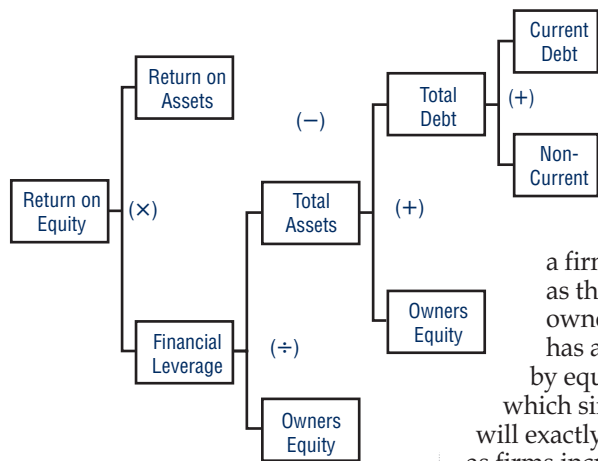 Current
Debt
Return on
Assets
Total
Debt
(+)
(−)
Non-
Current
Return on
Equity
(×)
Total
Assets
(+)
a firm
as th
owne
has a
by equ
which si
will exactly
Financial
Leverage
(÷)
Owners
Equity
Owners
Equity